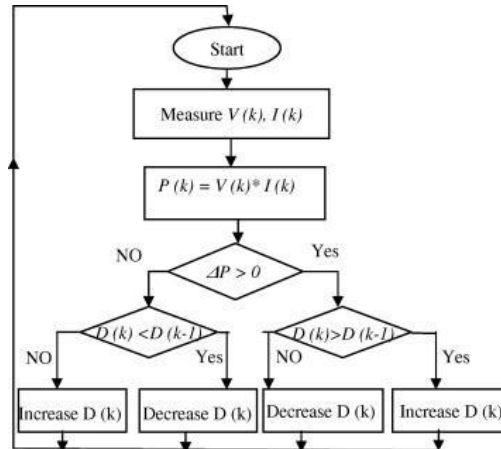 Start
Measure V(k), I(k)
P(k) = V(k)* I(k)
NO
Yes
ΔP > 0
D(k) <D(k-1)
D(k)>D(k-1)
NO
Yes
NO
Yes
Increase D (k)
Decrease D (k)
Decrease D (k)
Increase D (k)